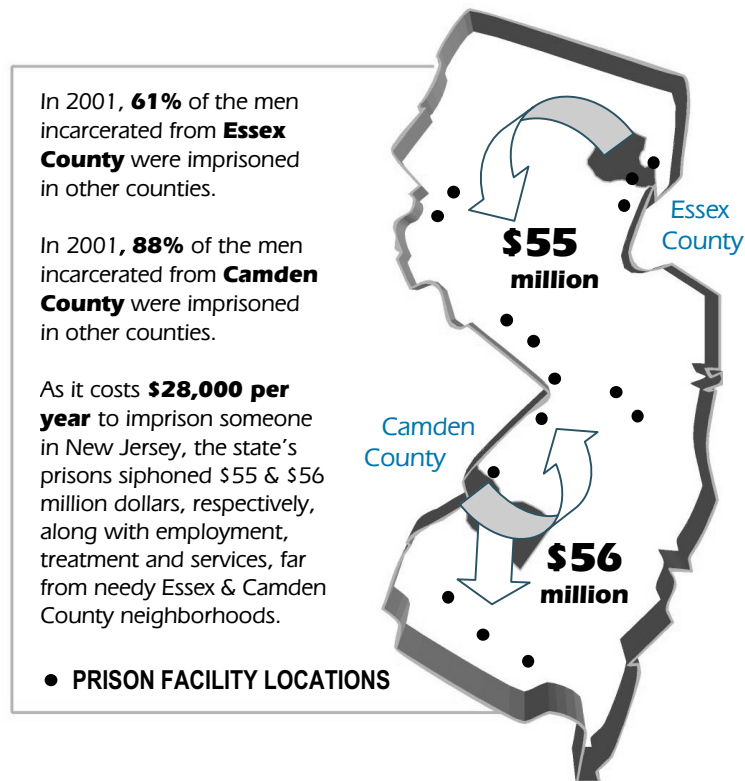 In 2001, 61% of the men
incarcerated from Essex
County were imprisoned
in other counties.
In 2001, 88% of the men
incarcerated from Camden
County were imprisoned
in other counties.
As it costs $28,000 per
year to imprison someone
in New Jersey, the state's
prisons siphoned $55 & $56
million dollars, respectively,
along with employment,
treatment and services, far
from needy Essex & Camden
County neighborhoods.
• PRISON FACILITY LOCATIONS
Essex
County
$55
million
Camden
County
$56
million